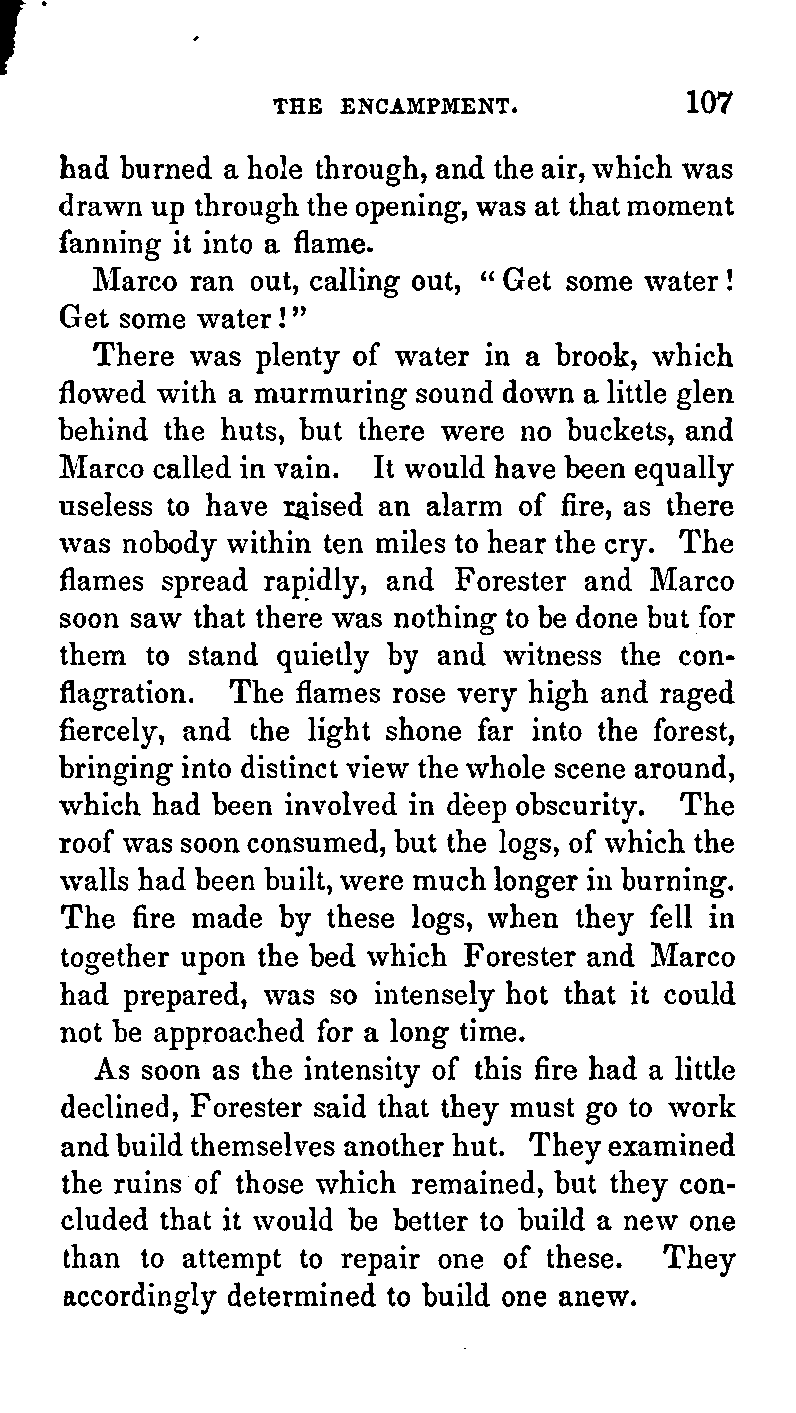 THE ENCAMPMENT. 107
had burned a hole through, and the air, which was
drawn up through the opening, was at that moment
fanning it into a flame.
Marco ran out, calling out, “ Get some water !
Get some water ! ”
There was plenty of water in a brook, which
flowed with a murmuring sound down a little glen
behind the huts, but there were no buckets, and
Marco called in vain. It would have been equally
useless to have raised an alarm of fire, as there
was nobody within ten miles to hear the cry. The
flames spread rapidly, and Forester and Marco
soon saw that there was nothing to be done but for
them to stand quietly by and witness the con-
flagration. The flames rose very high and raged
fiercely, and the light shone far into the forest,
bringing into distinct view the whole scene around,
which had been involved in deep obscurity. The
roof was soon consumed, but the logs, of which the
walls had been built, were much longer in burning.
The fire made by these logs, when they fell in
together upon the bed which Forester and Marco
had prepared, was so intensely hot that it could
not be approached for a long time.
As soon as the intensity of this fire had a little
declined, Forester said that they must go to work
and build themselves another hut. They examined
the ruins of those which remained, but they con-
cluded that it would be better to build a new one
than to attempt to repair one of these. They
accordingly determined to build one anew.